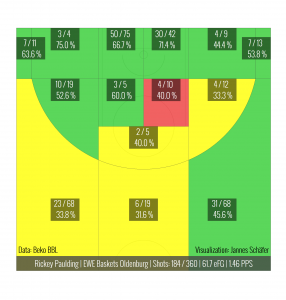 3 / 4
75.0 %
50 / 75
66.7 %
30 / 42
71.4 %
4 / 9
44.4 %
7 / 11
63.6 %
7 / 13
53.8 %
10 / 19
52.6 %
3 / 5
60.0 %
4 / 10
40.0 %
4 / 12
33.3 %
2 / 5
40.0 %
23 / 68
33.8 %
6 / 19
31.6 %
31 / 68
45.6 %
Data: Beko BBL
Visualization: Jannes Schäfer
Rickey Paulding | EWE Baskets Oldenburg | Shots: 184 / 360 | 61.7 eFG | 1.46 PPS